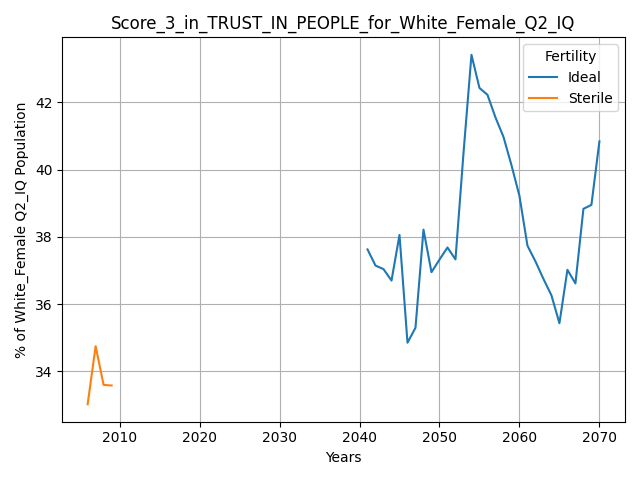 Score_3_in_TRUST_IN_PEOPLE_for_White_Female_Q2_IQ
Fertility
Ideal
Sterile
% of White_Female Q2_IQ Population
42
40
38
36
34
2010
2020
2030
2040
2050
2060
2070
Years